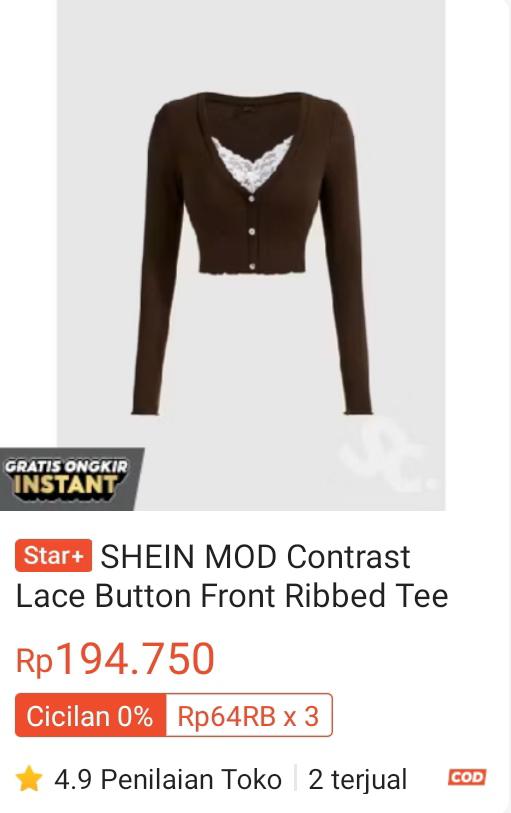 GRATIS ONGKIR
INSTANT
Star+ SHEIN MOD Contrast
Lace Button Front Ribbed Tee
Rp194.750
Cicilan 0% Rp64RB x 3
4.9 Penilaian Toko 2 terjual COD